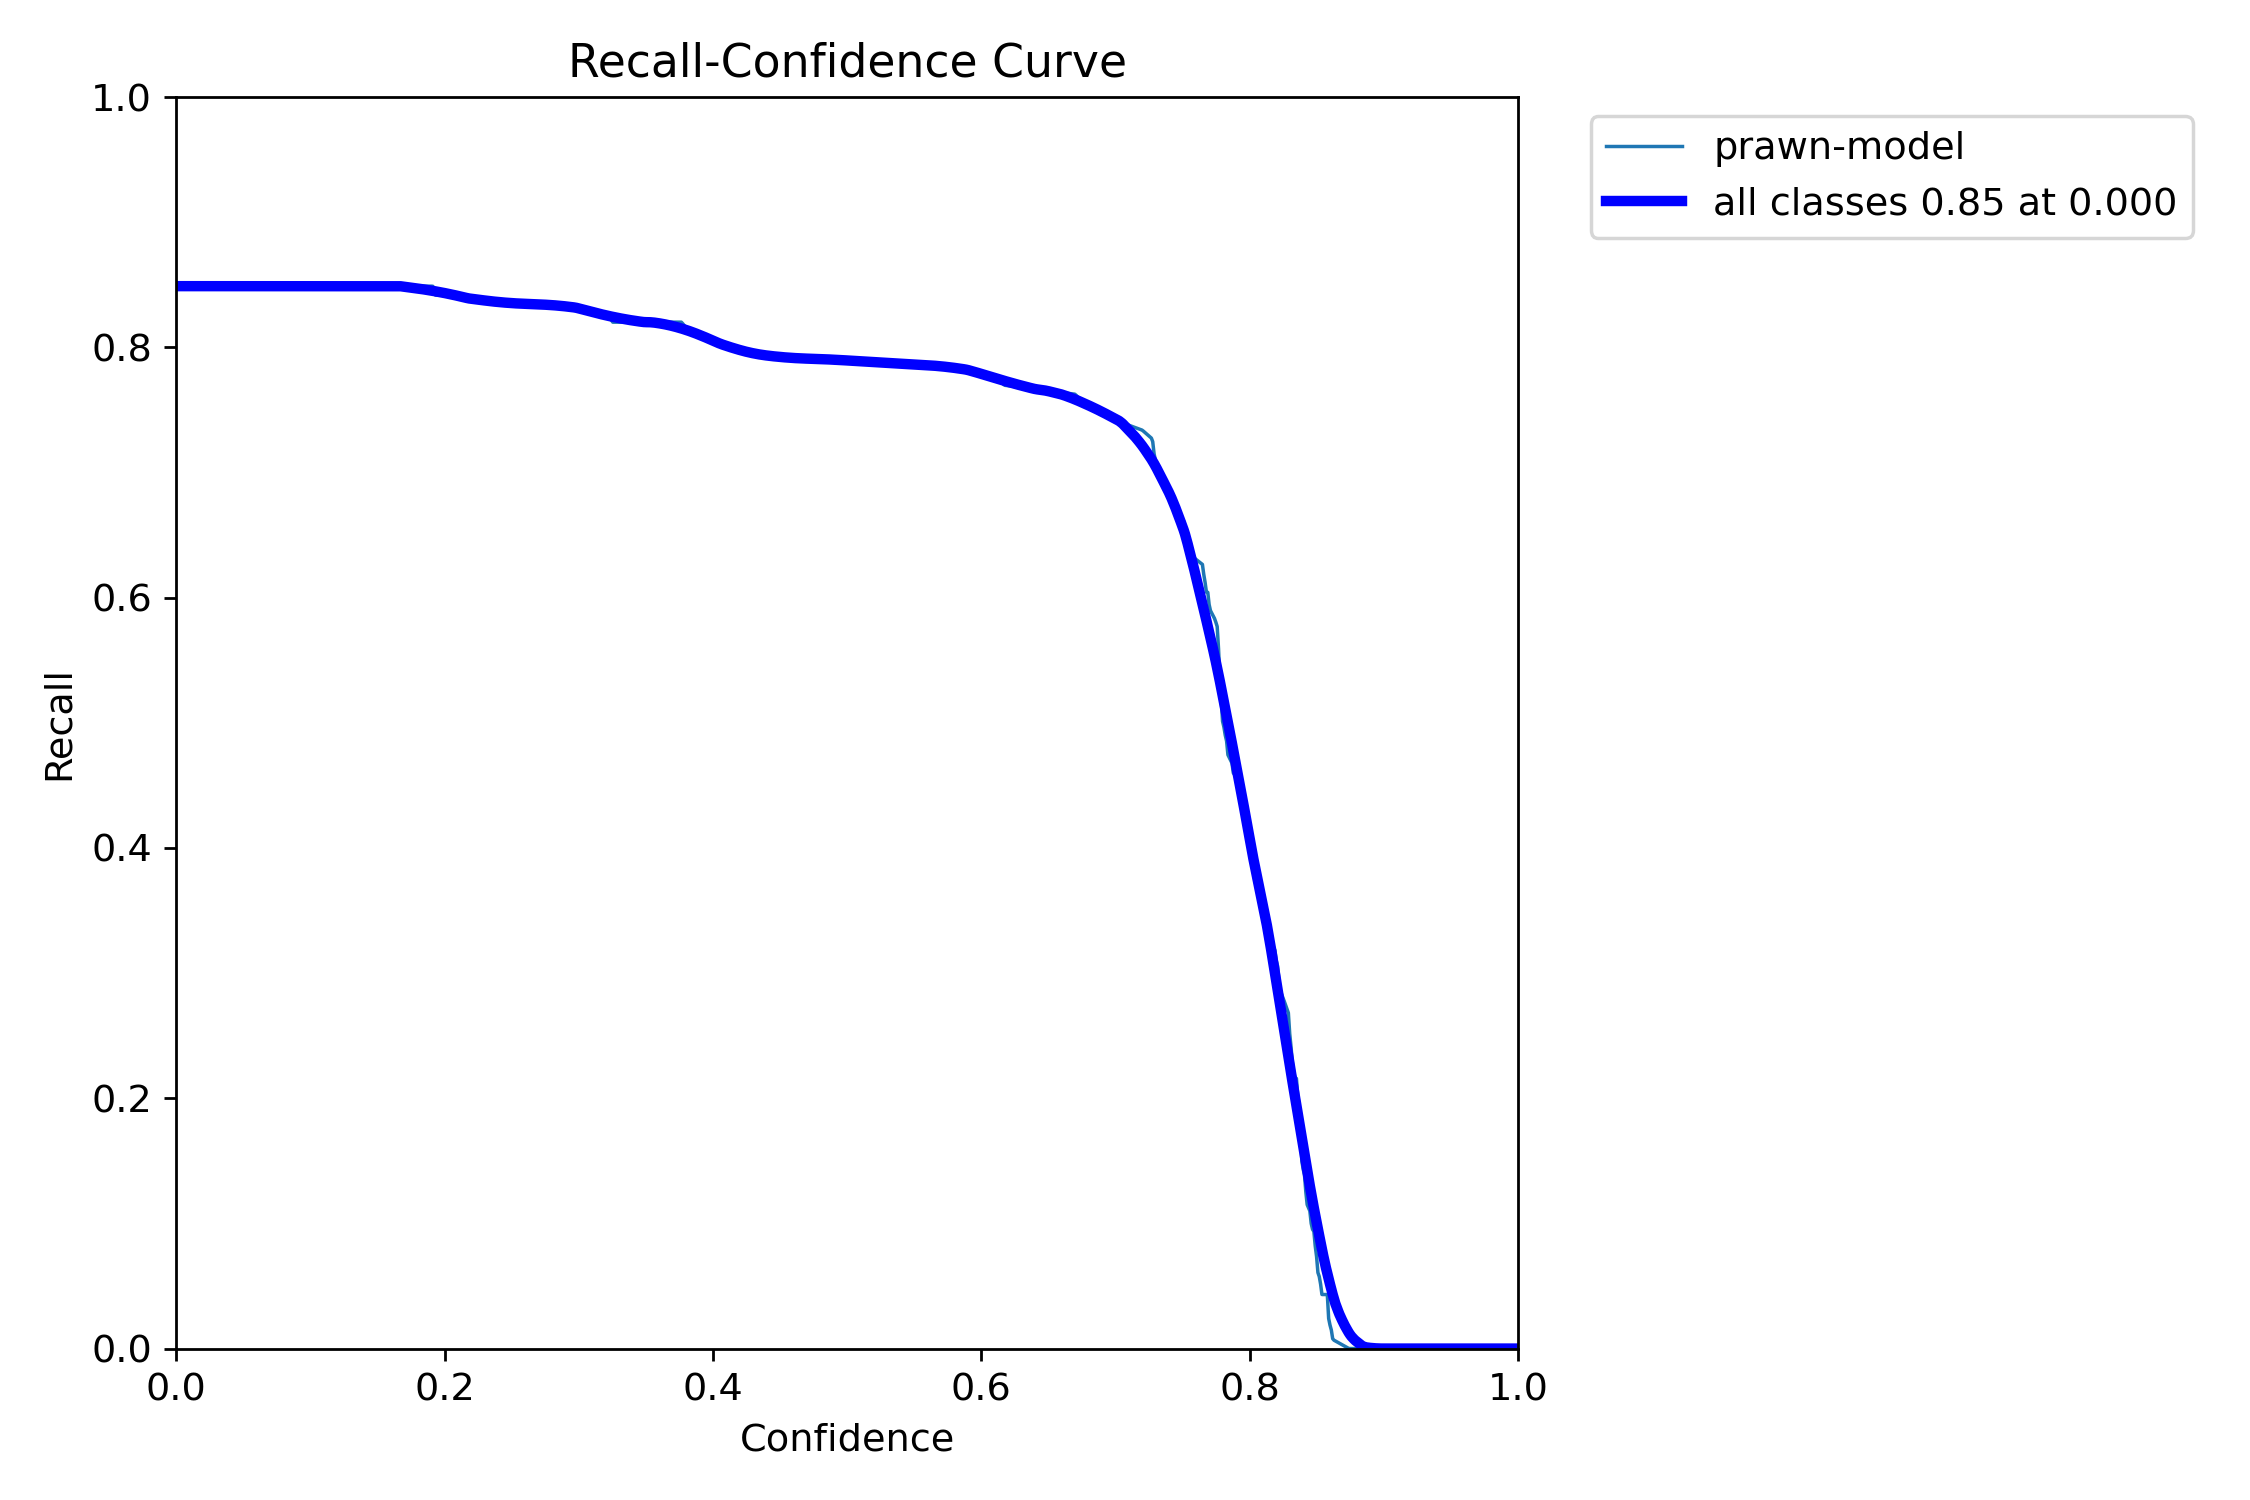 Recall-Confidence Curve
prawn-model
all classes 0.85 at 0.000
Recall
1.0
0.8
0.6
0.4
0.2
0.0
0.0 0.2 0.4 0.6 0.8 1.0
Confidence